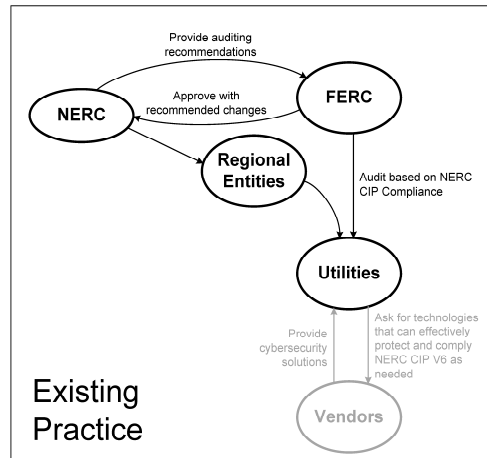 Provide auditing
recommendations
NERC
FERC
Approve with
recommended changes
Regional
Entities
Audit based on NERC
CIP Compliance
Utilities
Provide
cybersecurity
solutions
Ask for technologies
that can effectively
protect and comply
NERC CIP V6 as
needed
Vendors
Existing
Practice